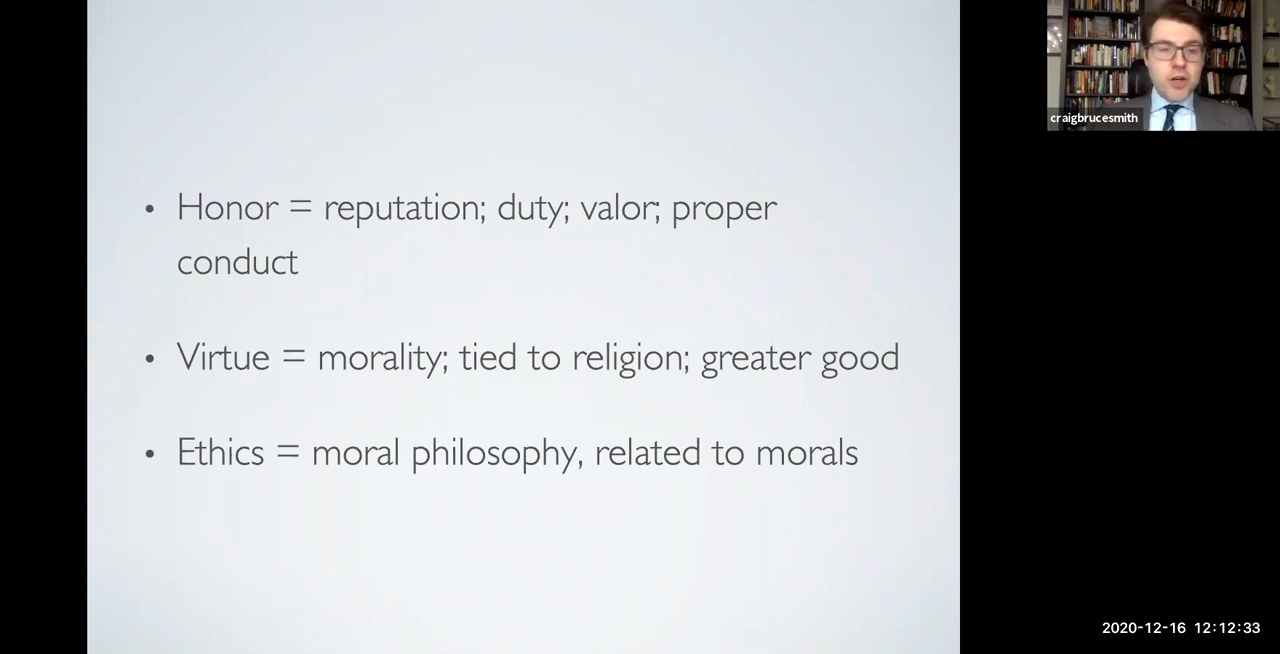 • Honor = reputation; duty; valor; proper
conduct
• Virtue = morality; tied to religion; greater good
• Ethics = moral philosophy, related to morals
craigbrucesmith
2020-12-16 12:12:33